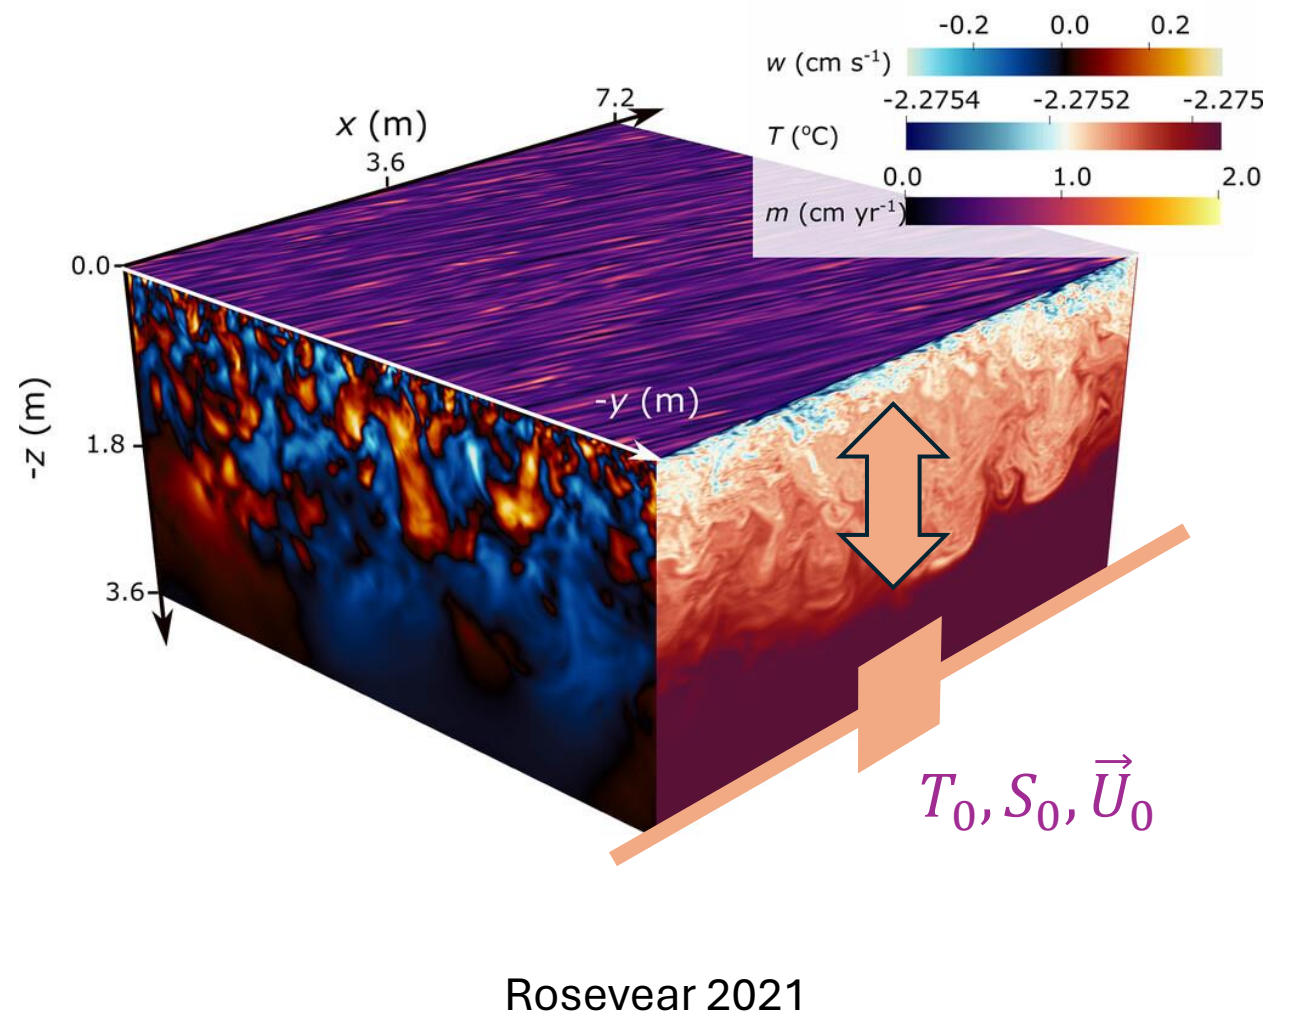 -0.2 0.0 0.2
w (cm s⁻¹)
-2.2754 -2.2752 -2.275
T (°C)
0.0 1.0 2.0
m (cm yr⁻¹)
7.2
x (m)
3.6
0.0
-y (m)
1.8
-z (m)
3.6
T₀, S₀, U⃗₀
Rosevear 2021